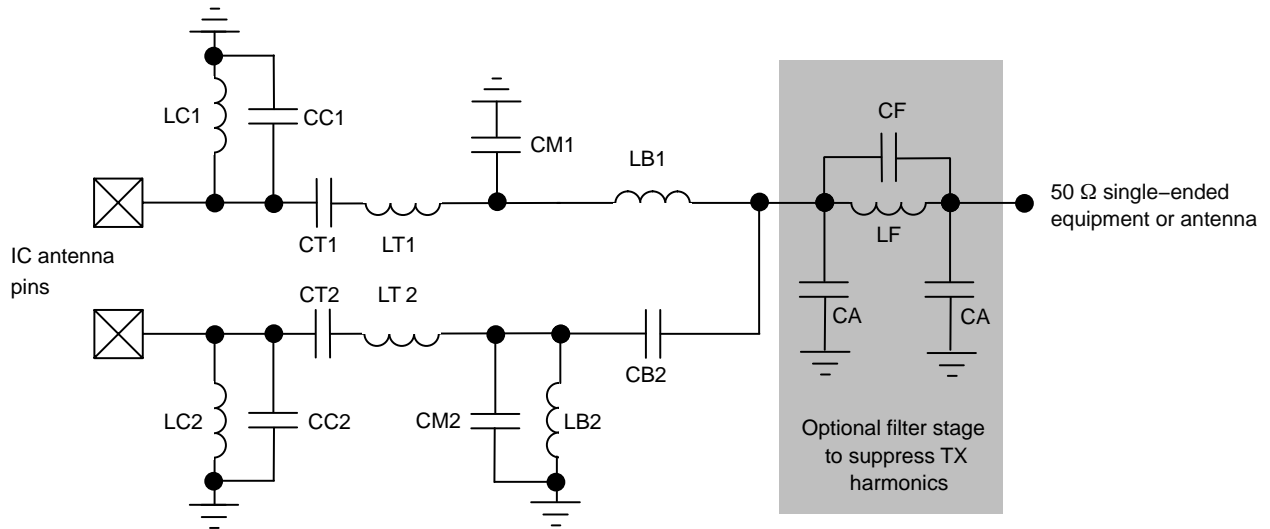 LC1
CC1
CM1
LB1
CF
LF
50 Ω single−ended
equipment or antenna
CT1
LT1
IC antenna
pins
CT2
LT 2
CA
CA
CB2
LC2
CC2
CM2
LB2
Optional filter stage
to suppress TX
harmonics